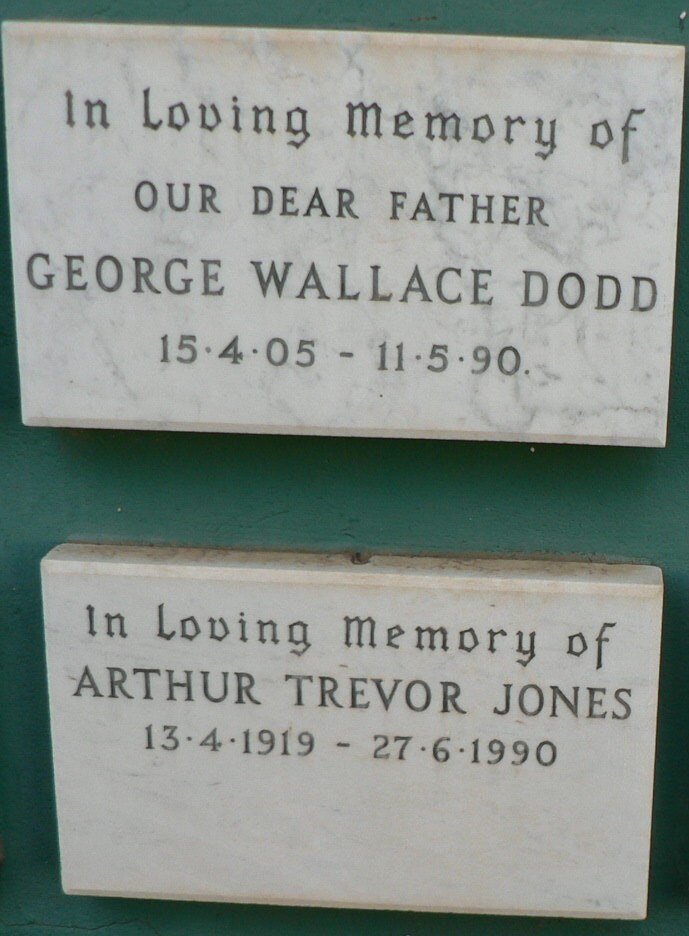 In Loving Memory of
OUR DEAR FATHER
GEORGE WALLACE DODD
15·4·05 - 11·5·90.
In Loving Memory of
ARTHUR TREVOR JONES
13·4·1919 - 27·6·1990